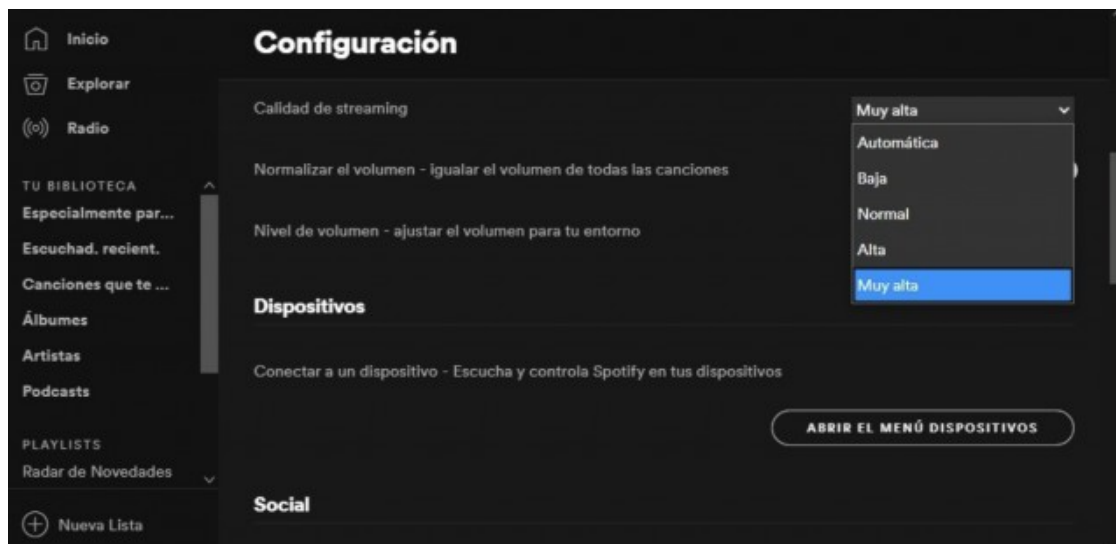 Inicio
Explorar
Radio
TU BIBLIOTECA
Especialmente par...
Escuchad. recient.
Canciones que te ...
Álbumes
Artistas
Podcasts
PLAYLISTS
Radar de Novedades
Nueva Lista
Configuración
Calidad de streaming
Muy alta
Automática
Baja
Normal
Alta
Muy alta
Normalizar el volumen - igualar el volumen de todas las canciones
Nivel de volumen - ajustar el volumen para tu entorno
Dispositivos
Conectar a un dispositivo - Escucha y controla Spotify en tus dispositivos
ABRIR EL MENÚ DISPOSITIVOS
Social